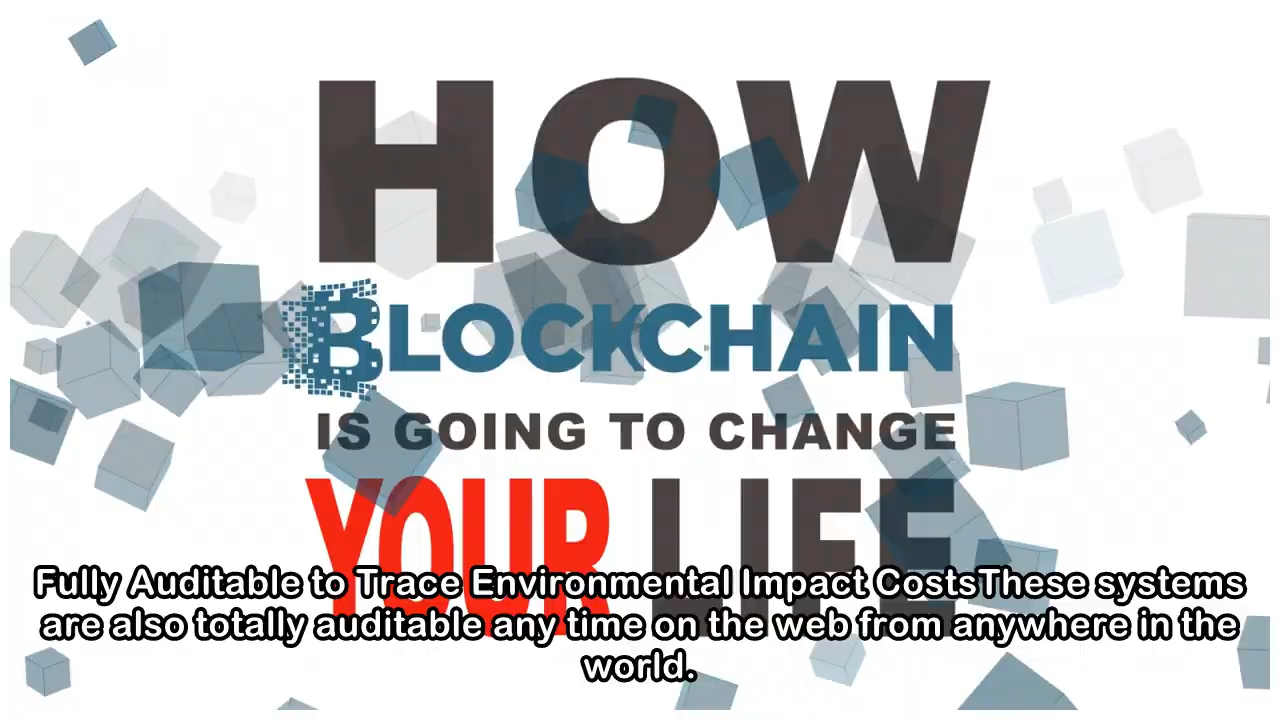 HOW
BLOCKCHAIN
IS GOING TO CHANGE
YOUR LIFE
Fully Auditable to Trace Environmental Impact CostsThese systems
are also totally auditable any time on the web from anywhere in the
world.